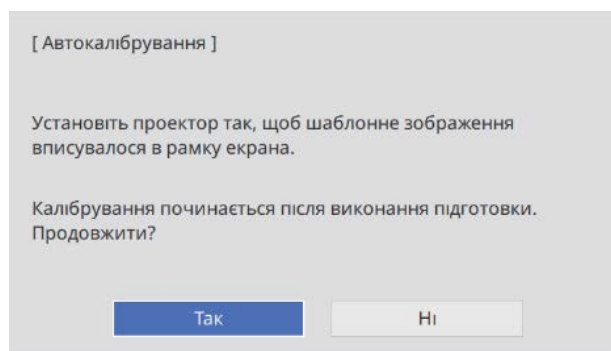 [ Автокалібрування ]
Установіть проектор так, щоб шаблонне зображення
вписувалося в рамку екрана.
Калібрування починається після виконання підготовки.
Продовжити?
Так
Ні